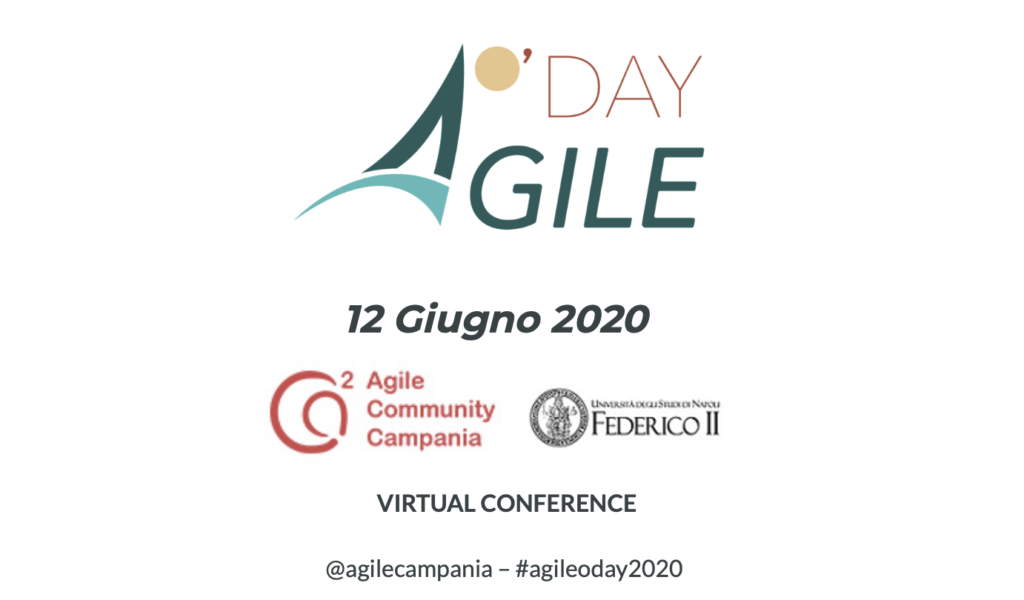 O'DAY
AGILE
12 Giugno 2020
2 Agile
Community
Campania
UNIVERSITÀ DEGLI STUDI DI NAPOLI
FEDERICO II
VIRTUAL CONFERENCE
@agilecampania – #agileoday2020